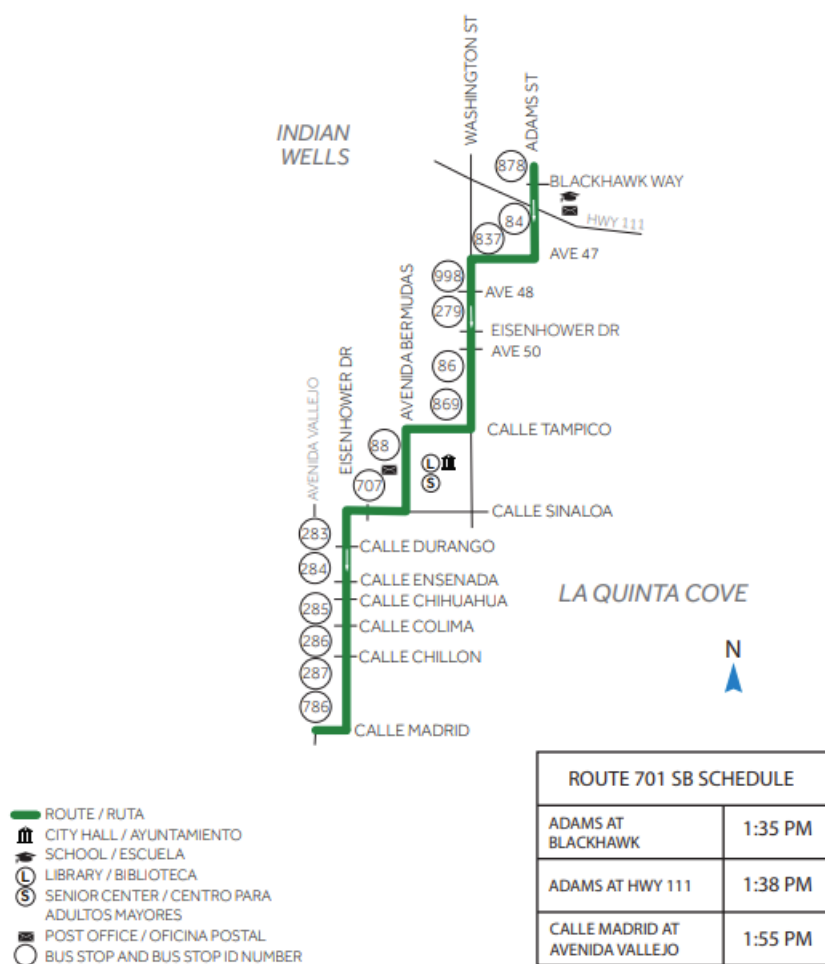 WASHINGTON ST
ADAMS ST
INDIAN
WELLS
878
BLACKHAWK WAY
84
HWY 111
837
AVE 47
998
AVE 48
279
EISENHOWER DR
AVE 50
AVENIDA BERMUDAS
86
869
EISENHOWER DR
AVENIDA VALLEJO
CALLE TAMPICO
88
L
S
707
CALLE SINALOA
283
CALLE DURANGO
284
CALLE ENSENADA
285
CALLE CHIHUAHUA
LA QUINTA COVE
CALLE COLIMA
286
CALLE CHILLON
287
N
786
CALLE MADRID
ROUTE / RUTA
CITY HALL / AYUNTAMIENTO
SCHOOL / ESCUELA
L LIBRARY / BIBLIOTECA
S SENIOR CENTER / CENTRO PARA
ADULTOS MAYORES
POST OFFICE / OFICINA POSTAL
BUS STOP AND BUS STOP ID NUMBER
ROUTE 701 SB SCHEDULE
ADAMS AT
BLACKHAWK
1:35 PM
ADAMS AT HWY 111
1:38 PM
CALLE MADRID AT
AVENIDA VALLEJO
1:55 PM